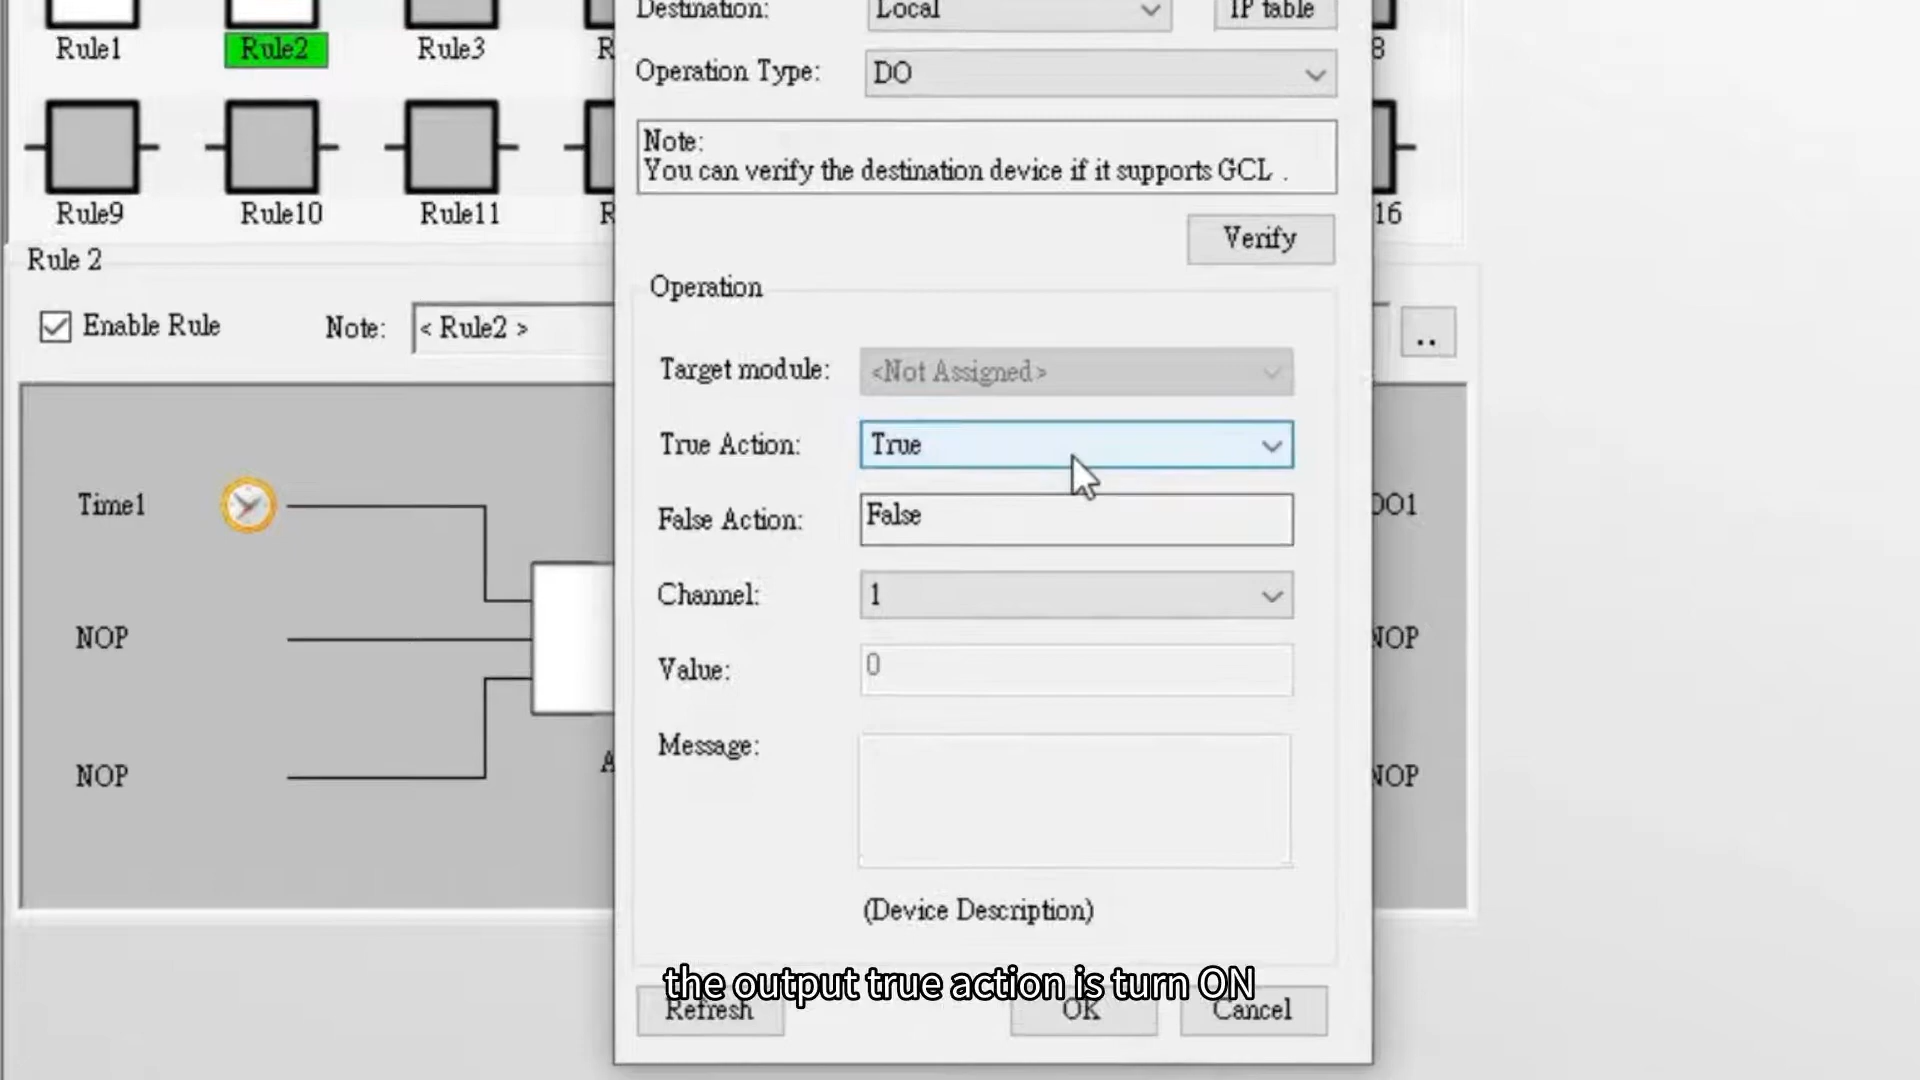 Destination:
Local
IP table
Rule1
Rule2
Rule3
8
Operation Type:
DO
Note:
You can verify the destination device if it supports GCL .
Rule9
Rule10
Rule11
16
Verify
Rule 2
Operation
Enable Rule
Note:
< Rule2 >
..
Target module:
<Not Assigned>
True Action:
True
Time1
False Action:
False
DO1
Channel:
1
NOP
NOP
Value:
0
Message:
NOP
NOP
(Device Description)
the output true action is turn ON
Refresh
OK
Cancel